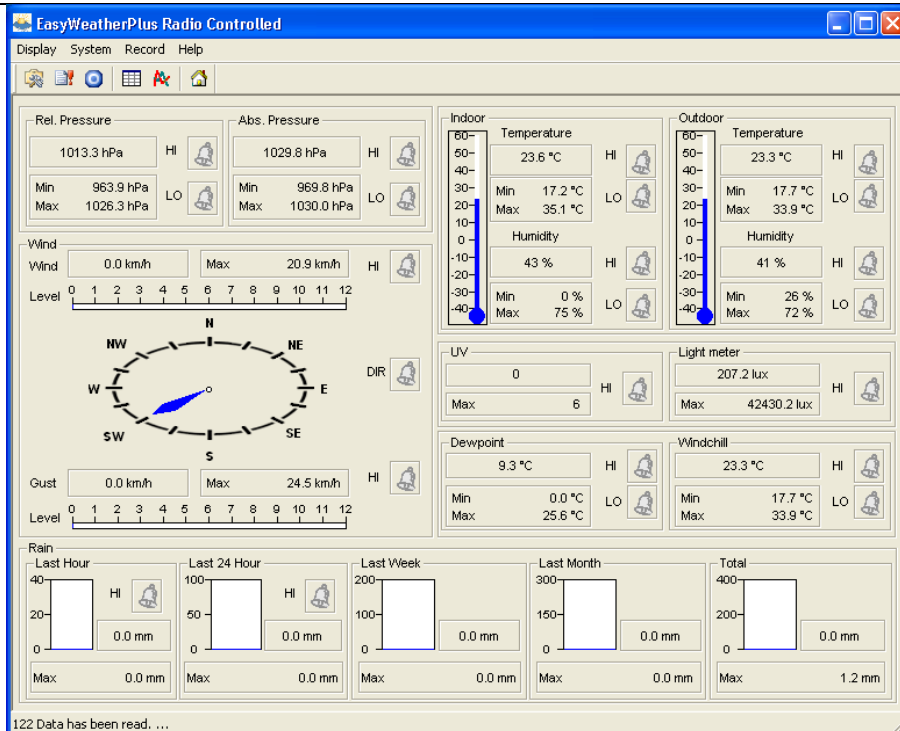 EasyWeatherPlus Radio Controlled
Display System Record Help
Rel. Pressure
1013.3 hPa
HI
Min 963.9 hPa
Max 1026.3 hPa
LO
Abs. Pressure
1029.8 hPa
HI
Min 969.8 hPa
Max 1030.0 hPa
LO
Indoor
60
50
40
30
20
10
0
-10
-20
-30
-40
Temperature
23.6 °C
HI
Min 17.2 °C
Max 35.1 °C
LO
Humidity
43 %
HI
Min 0 %
Max 75 %
LO
Outdoor
60
50
40
30
20
10
0
-10
-20
-30
-40
Temperature
23.3 °C
HI
Min 17.7 °C
Max 33.9 °C
LO
Humidity
41 %
HI
Min 26 %
Max 72 %
LO
Wind
Wind 0.0 km/h Max 20.9 km/h HI
Level 0 1 2 3 4 5 6 7 8 9 10 11 12
N
NW NE
DIR
W E
SW SE
S
Gust 0.0 km/h Max 24.5 km/h HI
Level 0 1 2 3 4 5 6 7 8 9 10 11 12
UV
0
HI
Max 6
Light meter
207.2 lux
HI
Max 42430.2 lux
Dewpoint
9.3 °C
HI
Min 0.0 °C
Max 25.6 °C
LO
Windchill
23.3 °C
HI
Min 17.7 °C
Max 33.9 °C
LO
Rain
Last Hour
40
20
0
HI
0.0 mm
Max 0.0 mm
Last 24 Hour
100
50
0
HI
0.0 mm
Max 0.0 mm
Last Week
200
100
0
0.0 mm
Max 0.0 mm
Last Month
300
150
0
0.0 mm
Max 0.0 mm
Total
400
200
0
0.0 mm
Max 1.2 mm
122 Data has been read. ...